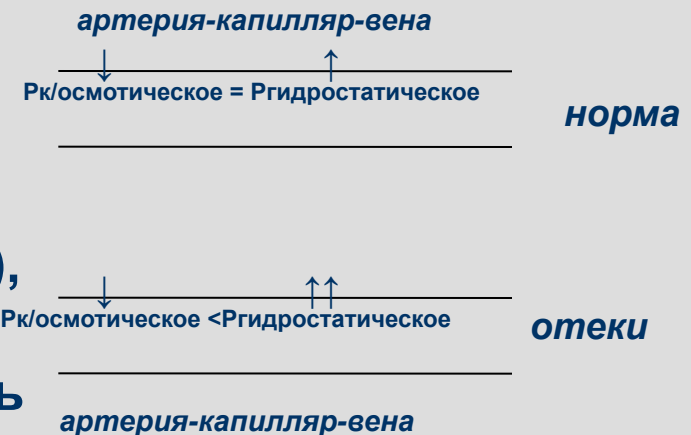 артерия-капилляр-вена
↓ ↑
Рк/осмотическое = Ргидростатическое
норма
),
↓ ↑↑
Рк/осмотическое <Ргидростатическое
отеки
ь
артерия-капилляр-вена